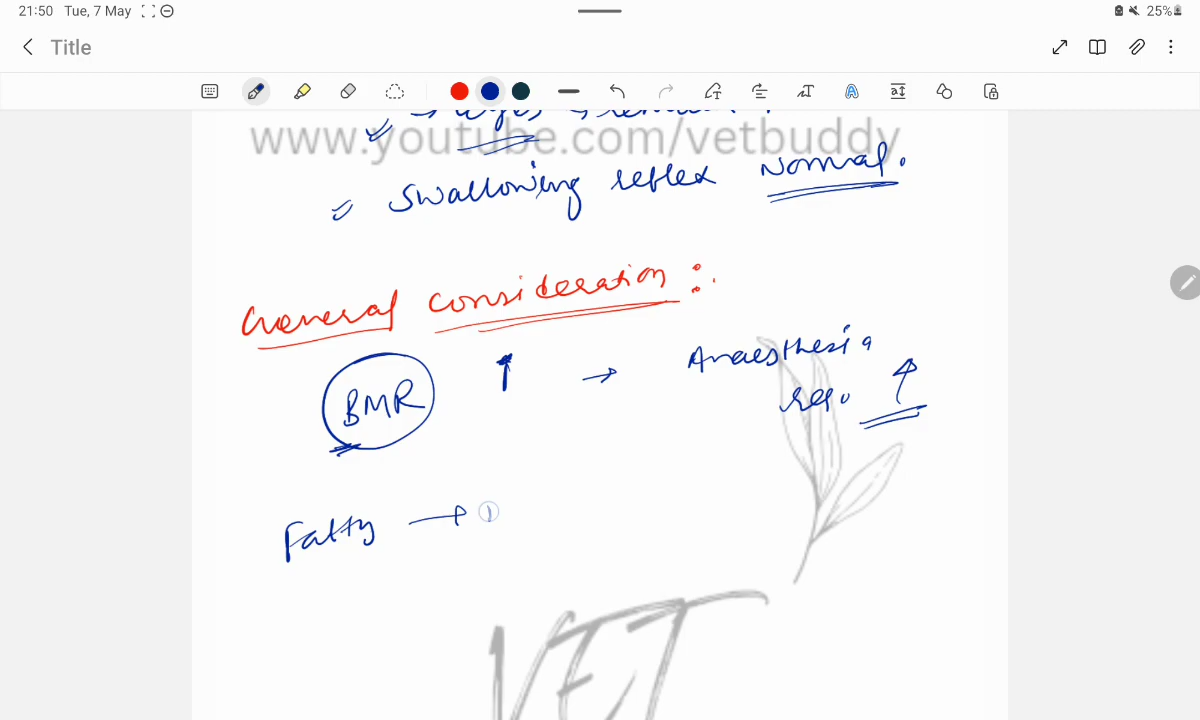 21:50 Tue, 7 May 25%
Title
www.youtube.com/vetbuddy
Swallowing reflex Normal.
General Consideration :.
BMR ↑ → Anaesthesia
req. ↑
Fatty →
VET